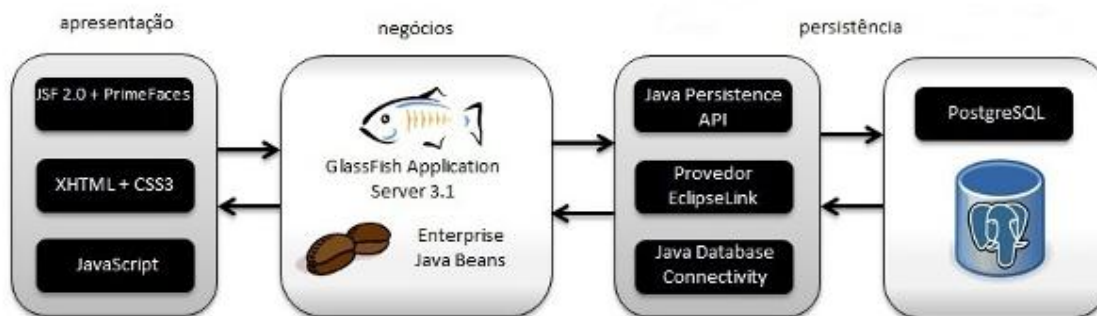 apresentação
negócios
persistência
JSF 2.0 + PrimeFaces
XHTML + CSS3
JavaScript
GlassFish Application
Server 3.1
Enterprise
Java Beans
Java Persistence
API
Provedor
EclipseLink
Java Database
Connectivity
PostgreSQL